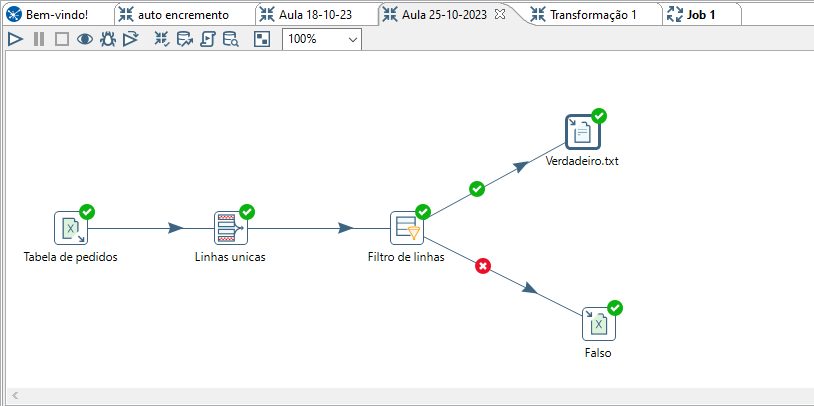 Bem-vindo!
auto encremento
Aula 18-10-23
Aula 25-10-2023
Transformação 1
Job 1
100%
Verdadeiro.txt
Tabela de pedidos
Linhas unicas
Filtro de linhas
Falso